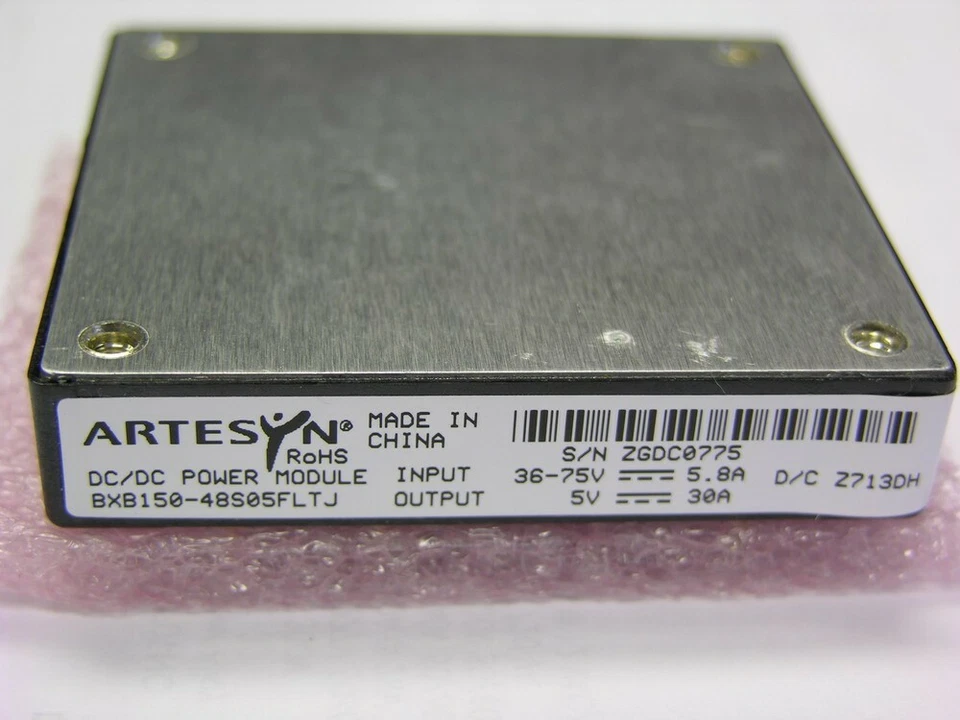 ARTESYN®
RoHS
MADE IN
CHINA
S/N ZGDC0775
DC/DC POWER MODULE INPUT 36-75V ⎓ 5.8A D/C Z713DH
BXB150-48S05FLTJ OUTPUT 5V ⎓ 30A